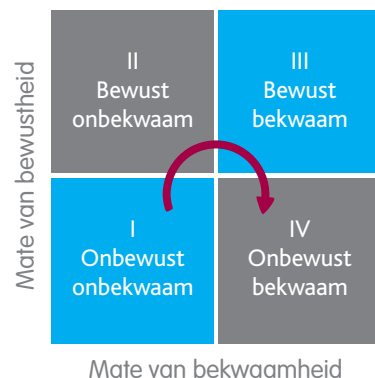 II
Bewust
onbekwaam
III
Bewust
bekwaam
I
Onbewust
onbekwaam
IV
Onbewust
bekwaam
Mate van bewustheid
Mate van bekwaamheid